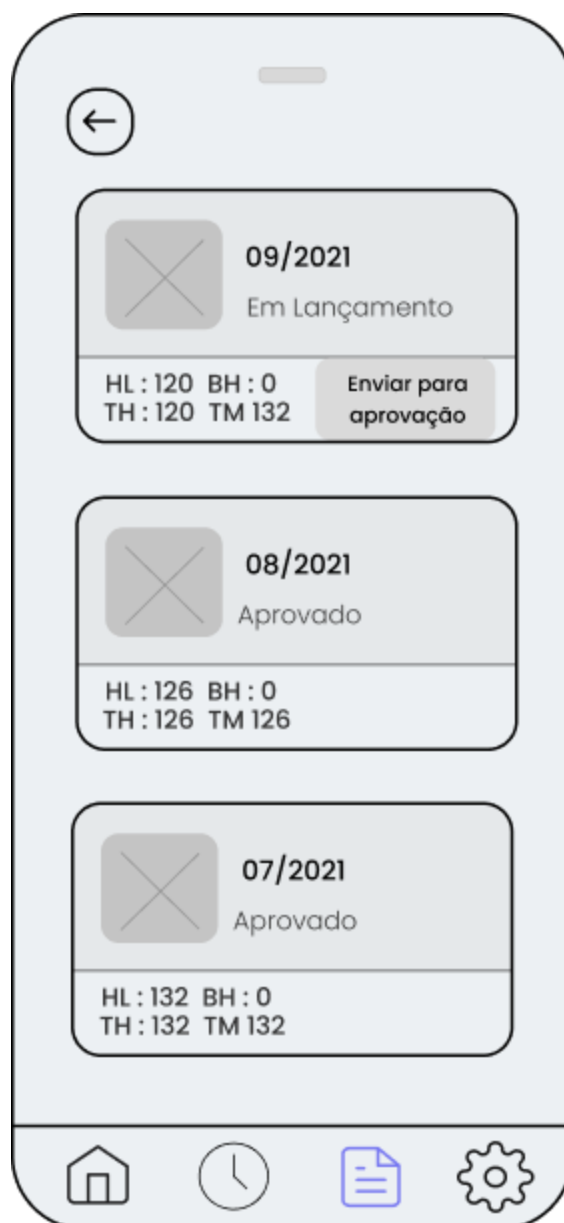 09/2021
Em Lançamento
HL : 120 BH : 0
TH : 120 TM 132
Enviar para
aprovação
08/2021
Aprovado
HL : 126 BH : 0
TH : 126 TM 126
07/2021
Aprovado
HL : 132 BH : 0
TH : 132 TM 132